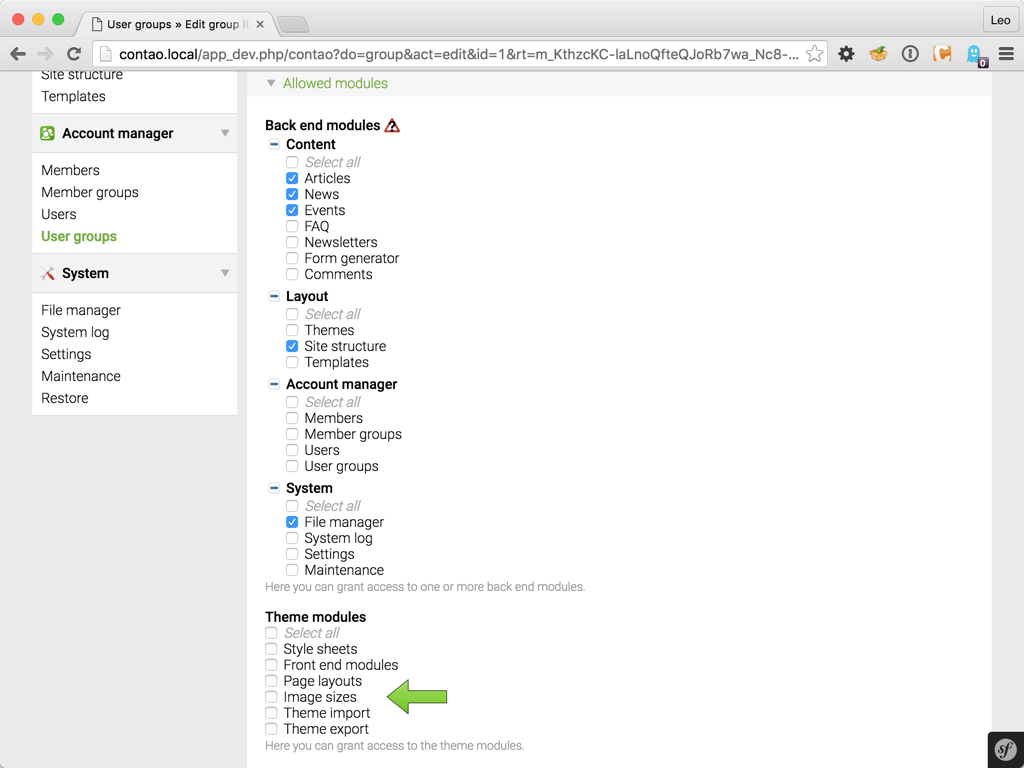 User groups » Edit group I
Leo
contao.local/app_dev.php/contao?do=group&act=edit&id=1&rt=m_KthzcKC-laLnoQfteQJoRb7wa_Nc8-...
0
Site structure
Templates
Account manager
Members
Member groups
Users
User groups
System
File manager
System log
Settings
Maintenance
Restore
Allowed modules
Back end modules
Content
Select all
Articles
News
Events
FAQ
Newsletters
Form generator
Comments
Layout
Select all
Themes
Site structure
Templates
Account manager
Select all
Members
Member groups
Users
User groups
System
Select all
File manager
System log
Settings
Maintenance
Here you can grant access to one or more back end modules.
Theme modules
Select all
Style sheets
Front end modules
Page layouts
Image sizes
Theme import
Theme export
Here you can grant access to the theme modules.
sf